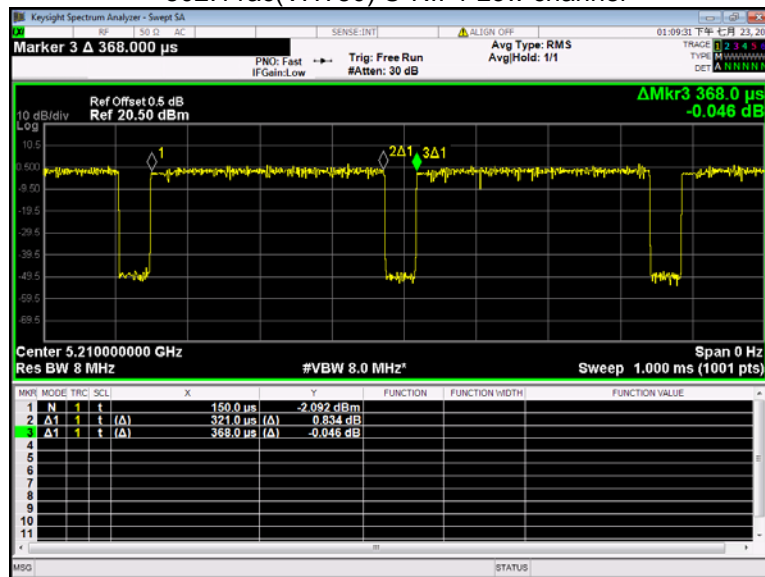 Keysight Spectrum Analyzer - Swept SA
RF 50 Ω AC SENSE:INT ALIGN OFF 01:09:31 下午 七月 23, 20
Marker 3 Δ 368.000 µs
PNO: Fast Trig: Free Run Avg Type: RMS TRACE 1 2 3 4 5 6
IFGain:Low #Atten: 30 dB Avg|Hold: 1/1 TYPE M
DET A N N N N N
ΔMkr3 368.0 µs
-0.046 dB
Ref Offset 0.5 dB
10 dB/div Ref 20.50 dBm
Log
10.5
0.500
-9.50
-19.5
-29.5
-39.5
-49.5
-59.5
-69.5
1
2Δ1
3Δ1
Center 5.210000000 GHz Span 0 Hz
Res BW 8 MHz #VBW 8.0 MHz* Sweep 1.000 ms (1001 pts)
MKR MODE TRC SCL X Y FUNCTION FUNCTION WIDTH FUNCTION VALUE
1 N 1 t 150.0 µs -2.092 dBm
2 Δ1 1 t (Δ) 321.0 µs (Δ) 0.834 dB
3 Δ1 1 t (Δ) 368.0 µs (Δ) -0.046 dB
4
5
6
7
8
9
10
11
MSG STATUS